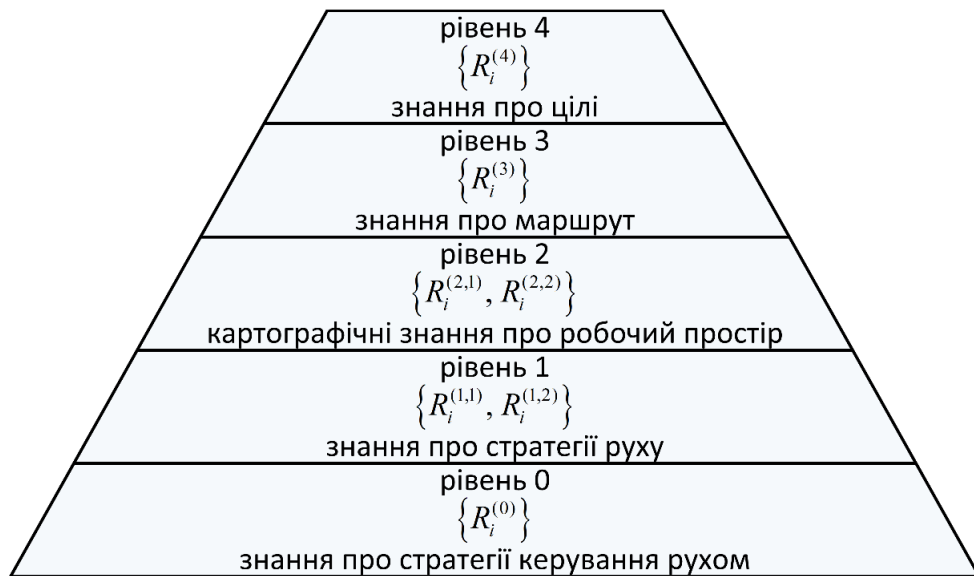 рівень 4
{R_i^{(4)}}
знання про цілі
рівень 3
{R_i^{(3)}}
знання про маршрут
рівень 2
{R_i^{(2,1)}, R_i^{(2,2)}}
картографічні знання про робочий простір
рівень 1
{R_i^{(1,1)}, R_i^{(1,2)}}
знання про стратегії руху
рівень 0
{R_i^{(0)}}
знання про стратегії керування рухом